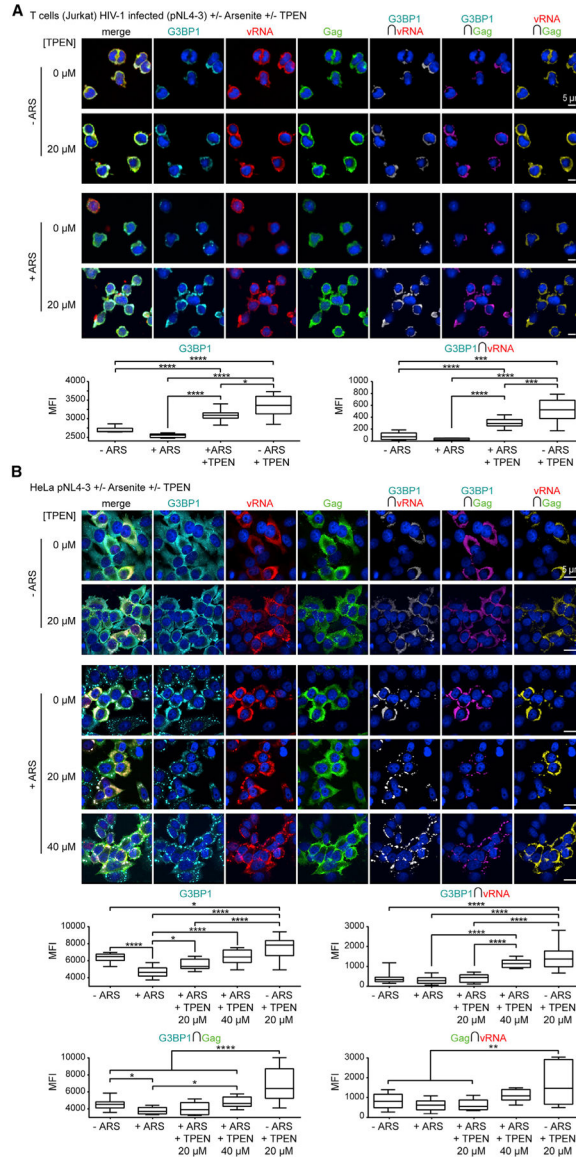 A T cells (Jurkat) HIV-1 infected (pNL4-3) +/- Arsenite +/- TPEN
[TPEN] merge G3BP1 vRNA Gag G3BP1 ∩vRNA G3BP1 ∩Gag vRNA ∩Gag
0 µM
5 µm
- ARS
20 µM
0 µM
+ ARS
20 µM
G3BP1
MFI
4000
3500
3000
2500
****
****
****
*
****
- ARS + ARS +ARS +TPEN - ARS + TPEN
G3BP1∩vRNA
MFI
1000
800
600
400
200
0
***
****
****
***
****
- ARS + ARS + ARS + TPEN - ARS + TPEN
B HeLa pNL4-3 +/- Arsenite +/- TPEN
[TPEN] merge G3BP1 vRNA Gag G3BP1 ∩vRNA G3BP1 ∩Gag vRNA ∩Gag
0 µM
5 µm
- ARS
20 µM
0 µM
+ ARS
20 µM
40 µM
G3BP1
MFI
10000
8000
6000
4000
*
****
****
****
****
*
- ARS + ARS + ARS + TPEN 20 µM + ARS + TPEN 40 µM - ARS + TPEN 20 µM
G3BP1∩vRNA
MFI
3000
2000
1000
0
****
****
****
****
****
- ARS + ARS + ARS + TPEN 20 µM + ARS + TPEN 40 µM - ARS + TPEN 20 µM
G3BP1∩Gag
MFI
10000
8000
6000
4000
****
*
*
- ARS + ARS + ARS + TPEN 20 µM + ARS + TPEN 40 µM - ARS + TPEN 20 µM
Gag∩vRNA
MFI
3000
2000
1000
0
**
- ARS + ARS + ARS + TPEN 20 µM + ARS + TPEN 40 µM - ARS + TPEN 20 µM